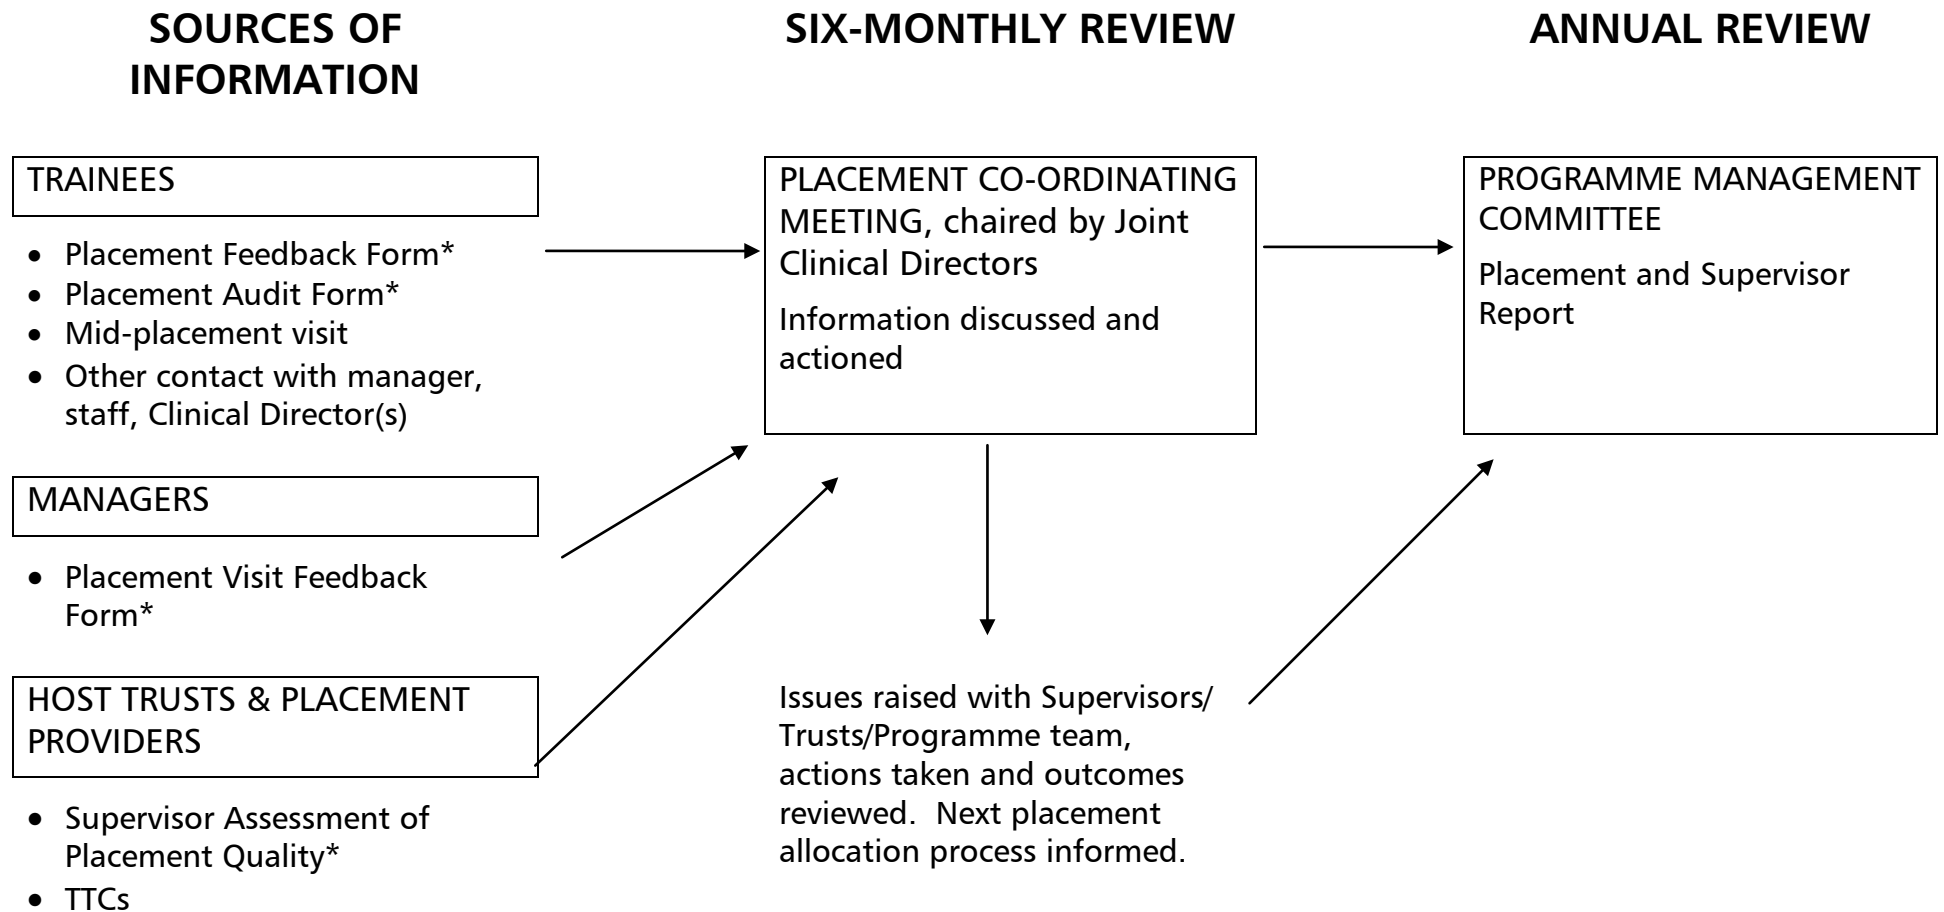 SOURCES OF
INFORMATION
SIX-MONTHLY REVIEW
ANNUAL REVIEW
TRAINEES
• Placement Feedback Form*
• Placement Audit Form*
• Mid-placement visit
• Other contact with manager,
staff, Clinical Director(s)
MANAGERS
• Placement Visit Feedback
Form*
HOST TRUSTS & PLACEMENT
PROVIDERS
• Supervisor Assessment of
Placement Quality*
• TTCs
PLACEMENT CO-ORDINATING
MEETING, chaired by Joint
Clinical Directors
Information discussed and
actioned
Issues raised with Supervisors/
Trusts/Programme team,
actions taken and outcomes
reviewed.  Next placement
allocation process informed.
PROGRAMME MANAGEMENT
COMMITTEE
Placement and Supervisor
Report